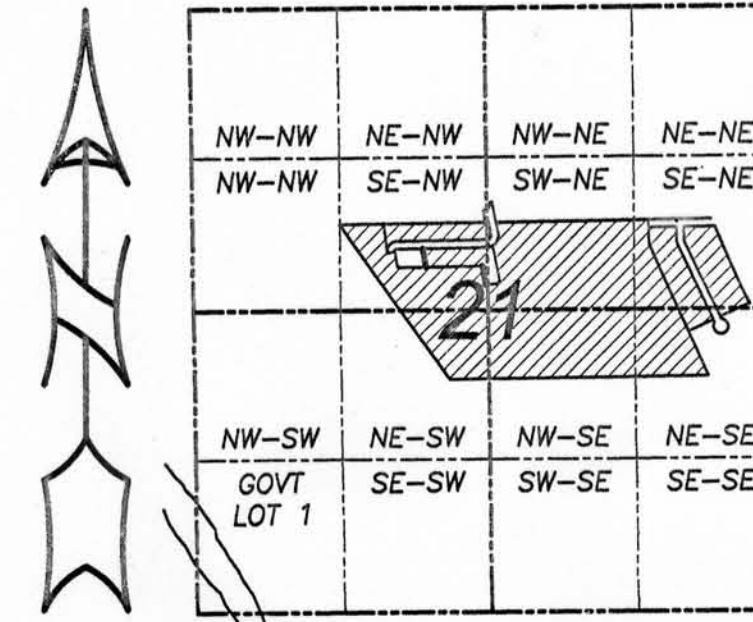 NW-NW NE-NW NW-NE NE-NE
NW-NW SE-NW SW-NE SE-NE
21
NW-SW NE-SW NW-SE NE-SE
GOVT SE-SW SW-SE SE-SE
LOT 1